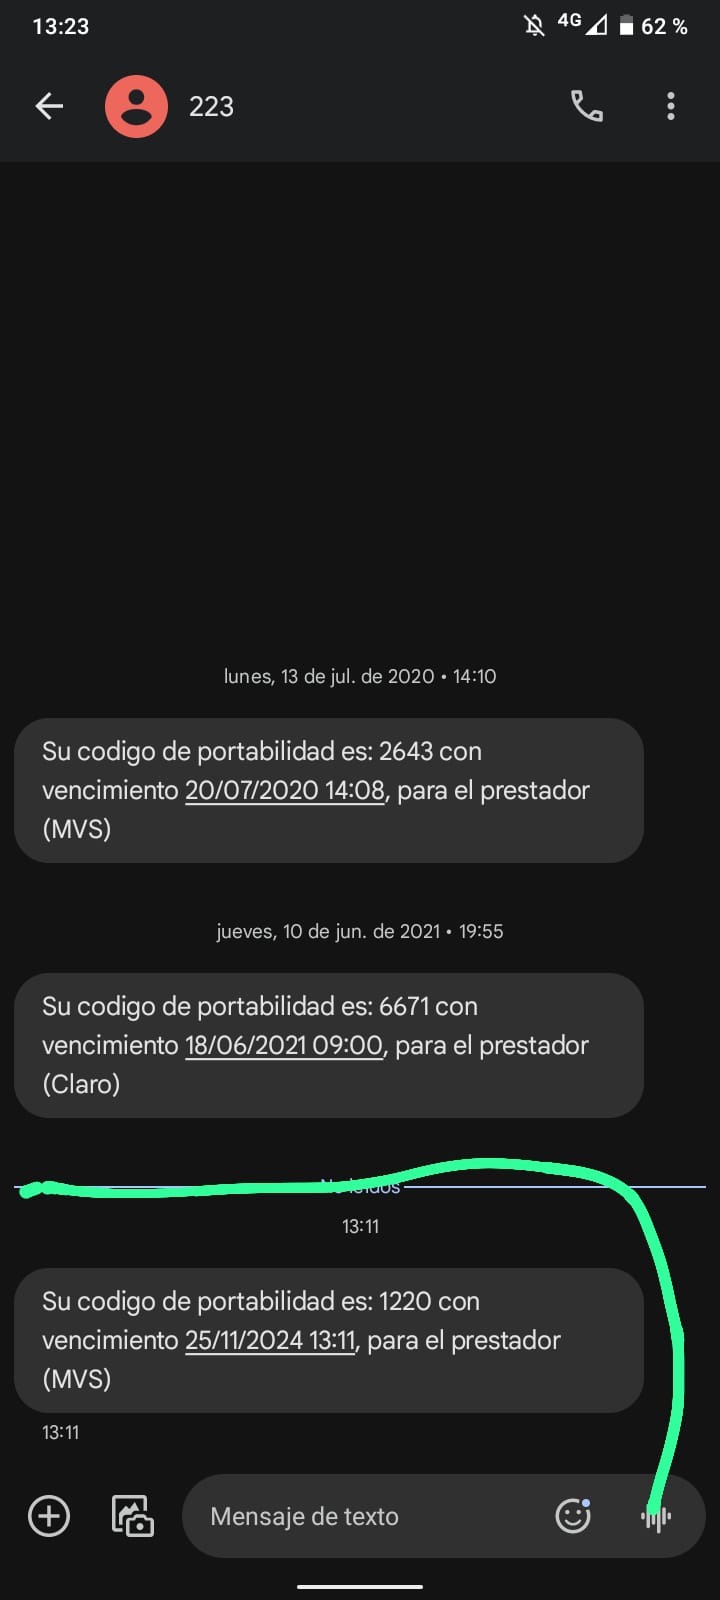 13:23
4G 62 %
223
lunes, 13 de jul. de 2020 • 14:10
Su codigo de portabilidad es: 2643 con
vencimiento 20/07/2020 14:08, para el prestador
(MVS)
jueves, 10 de jun. de 2021 • 19:55
Su codigo de portabilidad es: 6671 con
vencimiento 18/06/2021 09:00, para el prestador
(Claro)
No leídos
13:11
Su codigo de portabilidad es: 1220 con
vencimiento 25/11/2024 13:11, para el prestador
(MVS)
13:11
Mensaje de texto